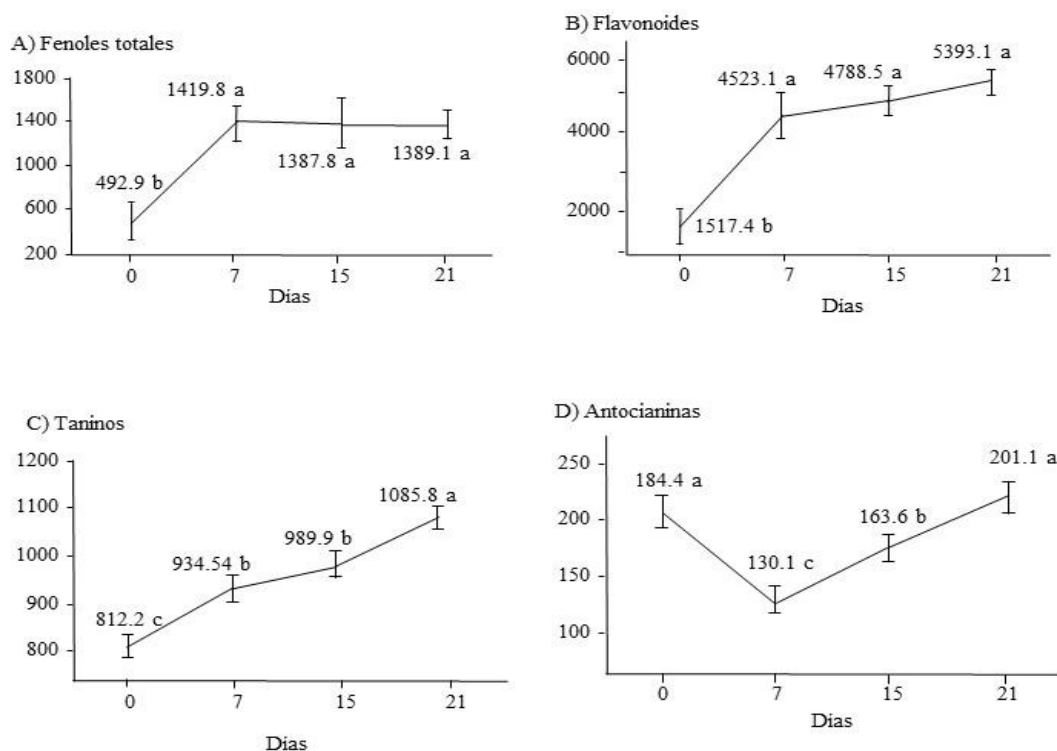 A) Fenoles totales
1800
1400
1000
600
200
492.9 b
1419.8 a
1387.8 a
1389.1 a
0 7 15 21
Dias
B) Flavonoides
6000
4000
2000
1517.4 b
4523.1 a
4788.5 a
5393.1 a
0 7 15 21
Dias
C) Taninos
1200
1100
1000
900
800
812.2 c
934.54 b
989.9 b
1085.8 a
0 7 15 21
Dias
D) Antocianinas
250
200
150
100
184.4 a
130.1 c
163.6 b
201.1 a
0 7 15 21
Dias